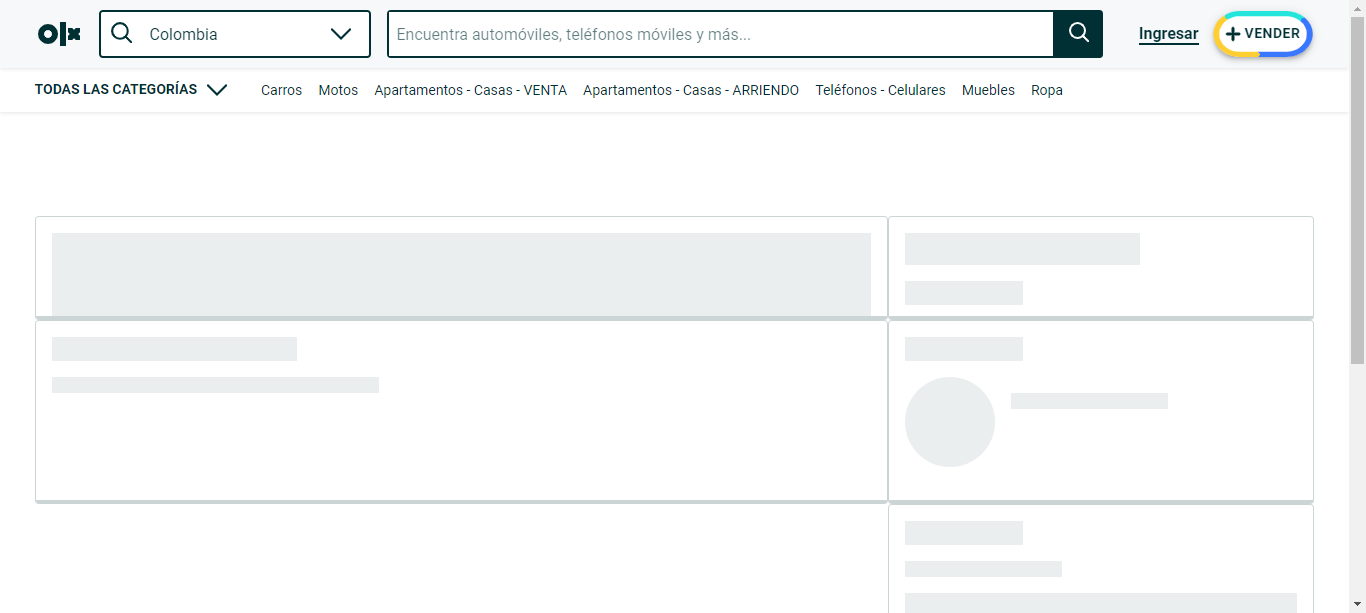 olx
Colombia
Encuentra automóviles, teléfonos móviles y más...
Ingresar
VENDER
TODAS LAS CATEGORÍAS
Carros
Motos
Apartamentos - Casas - VENTA
Apartamentos - Casas - ARRIENDO
Teléfonos - Celulares
Muebles
Ropa